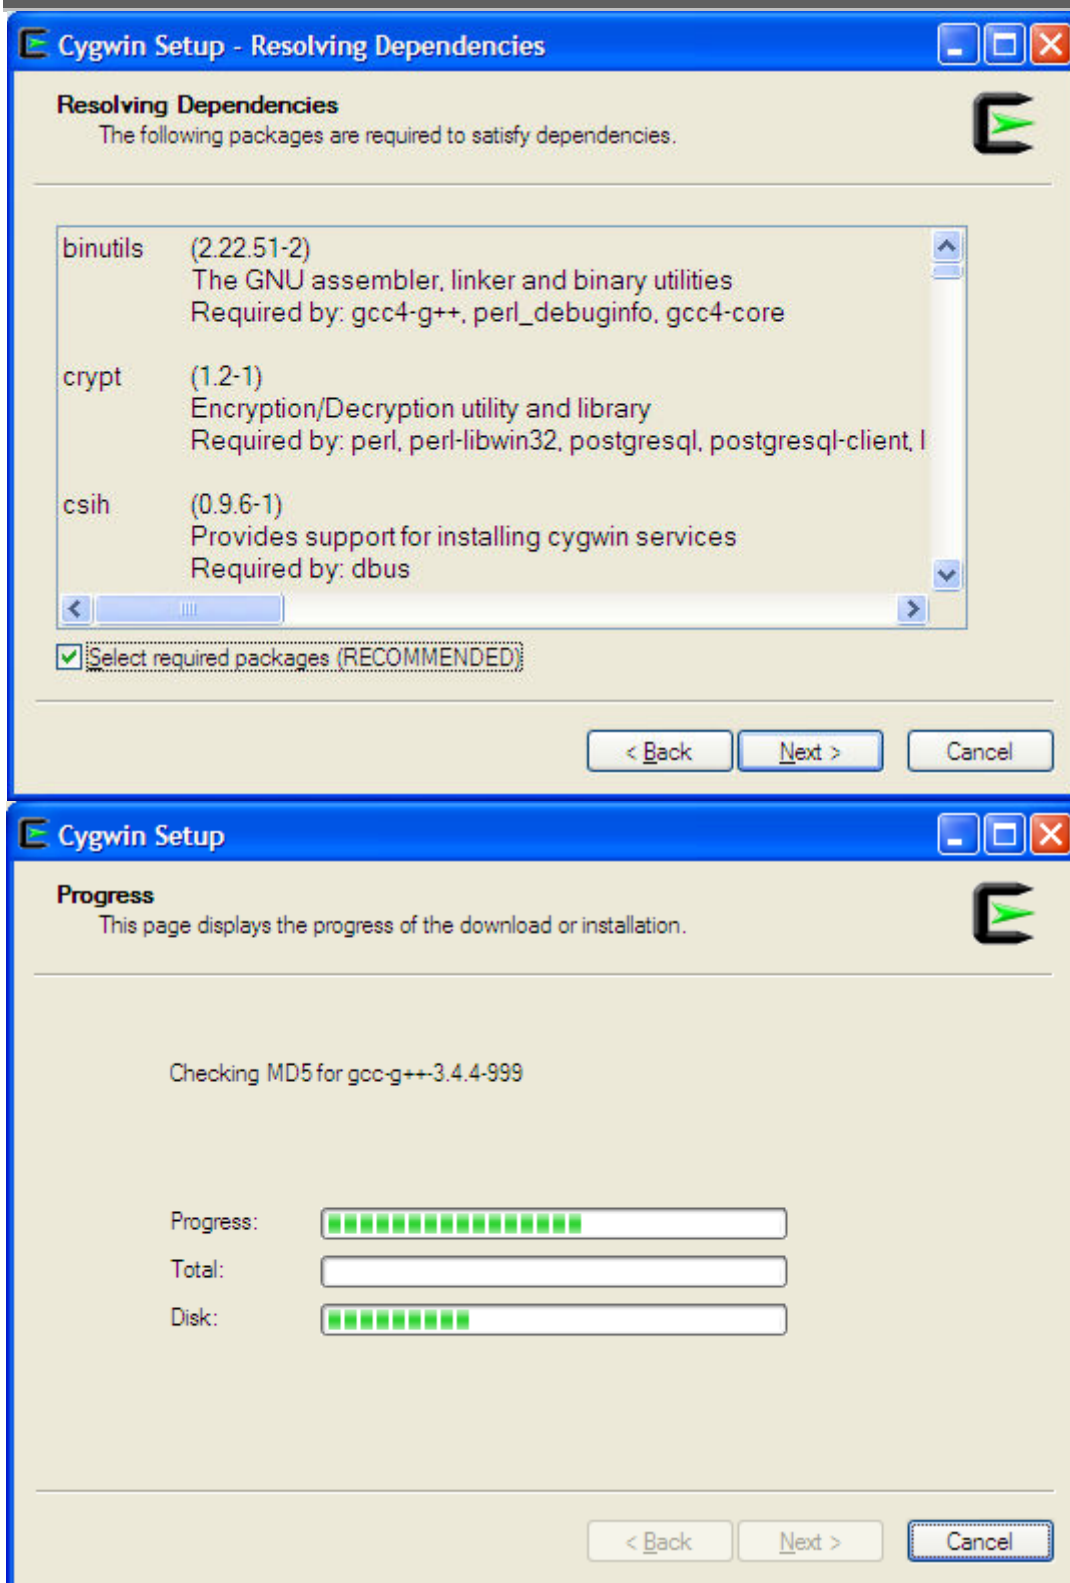 Cygwin Setup - Resolving Dependencies
Resolving Dependencies
The following packages are required to satisfy dependencies.
binutils (2.22.51-2)
The GNU assembler, linker and binary utilities
Required by: gcc4-g++, perl_debuginfo, gcc4-core
crypt (1.2-1)
Encryption/Decryption utility and library
Required by: perl, perl-libwin32, postgresql, postgresql-client, l
csih (0.9.6-1)
Provides support for installing cygwin services
Required by: dbus
Select required packages (RECOMMENDED)
< Back Next > Cancel
Cygwin Setup
Progress
This page displays the progress of the download or installation.
Checking MD5 for gcc-g++-3.4.4-999
Progress:
Total:
Disk:
< Back Next > Cancel